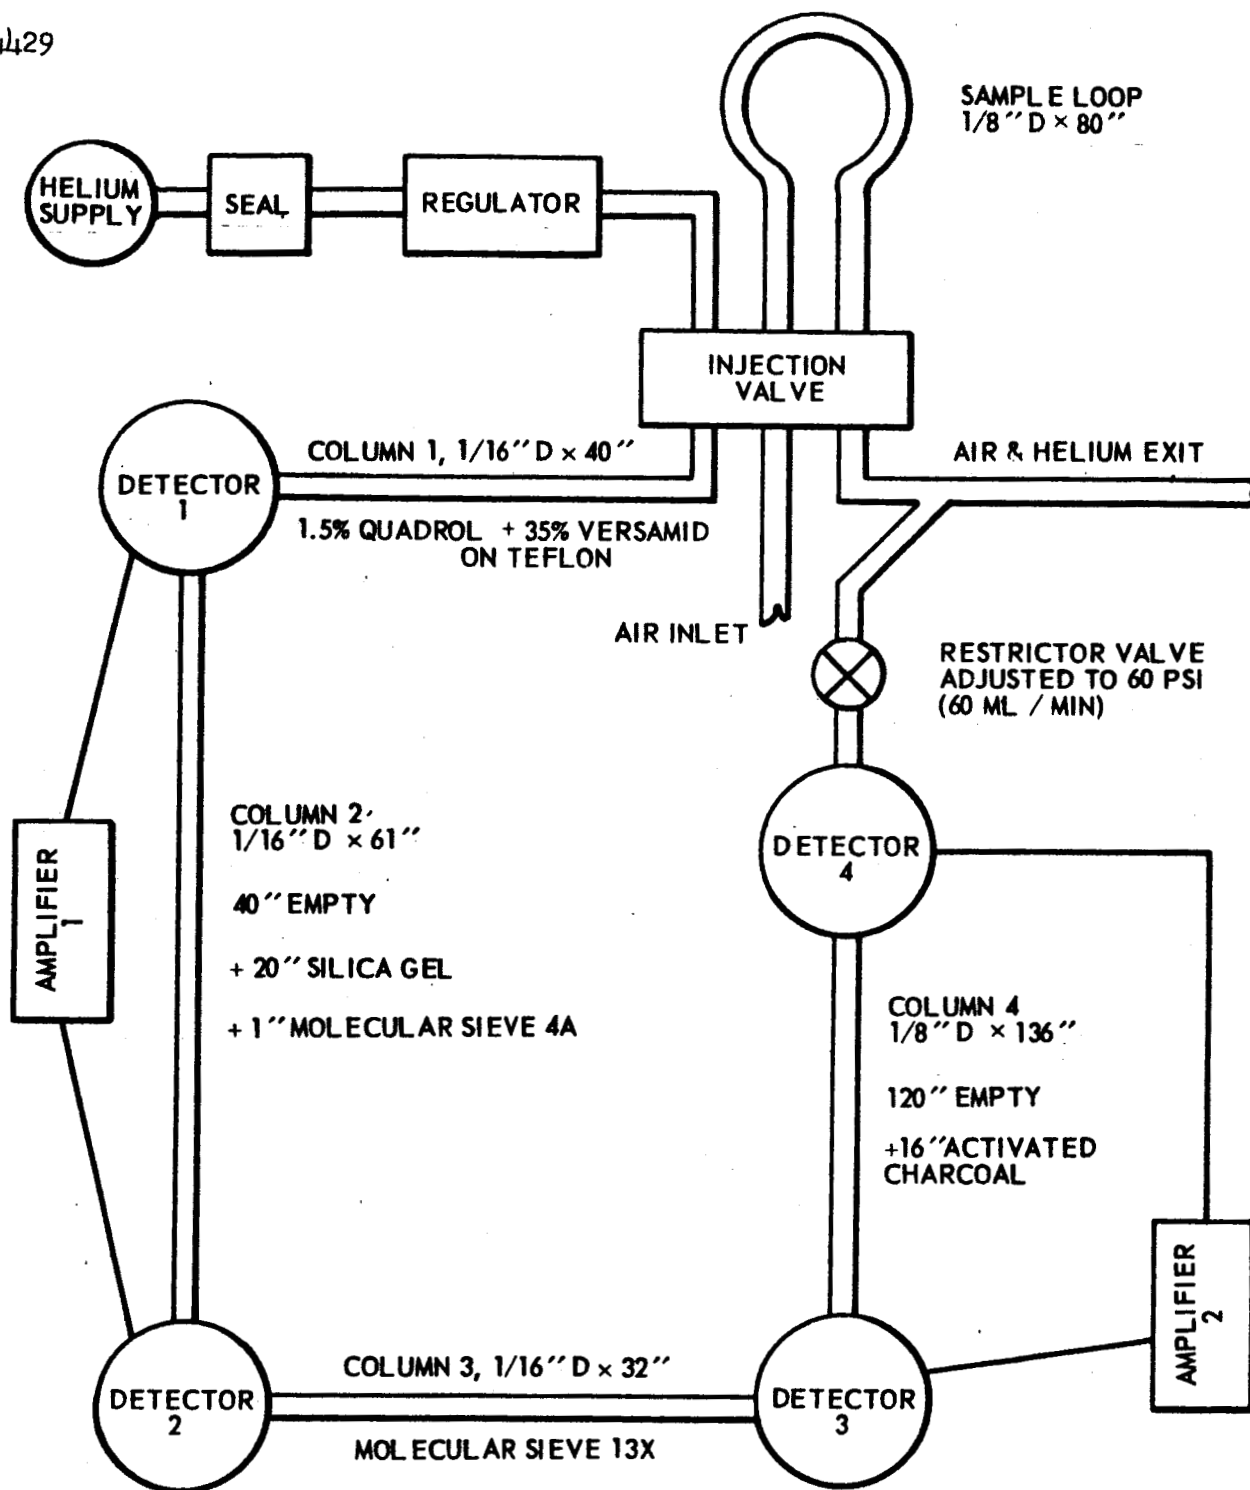 SAMPLE LOOP
1/8″ D × 80″
HELIUM
SUPPLY
SEAL
REGULATOR
INJECTION
VALVE
COLUMN 1, 1/16″ D × 40″
AIR & HELIUM EXIT
DETECTOR
1
1.5% QUADROL + 35% VERSAMID
ON TEFLON
AIR INLET
RESTRICTOR VALVE
ADJUSTED TO 60 PSI
(60 ML / MIN)
COLUMN 2
1/16″ D × 61″
40″ EMPTY
+ 20″ SILICA GEL
+ 1″ MOLECULAR SIEVE 4A
AMPLIFIER
1
DETECTOR
4
COLUMN 4
1/8″ D × 136″
120″ EMPTY
+16″ ACTIVATED
CHARCOAL
AMPLIFIER
2
COLUMN 3, 1/16″ D × 32″
DETECTOR
2
DETECTOR
3
MOLECULAR SIEVE 13X